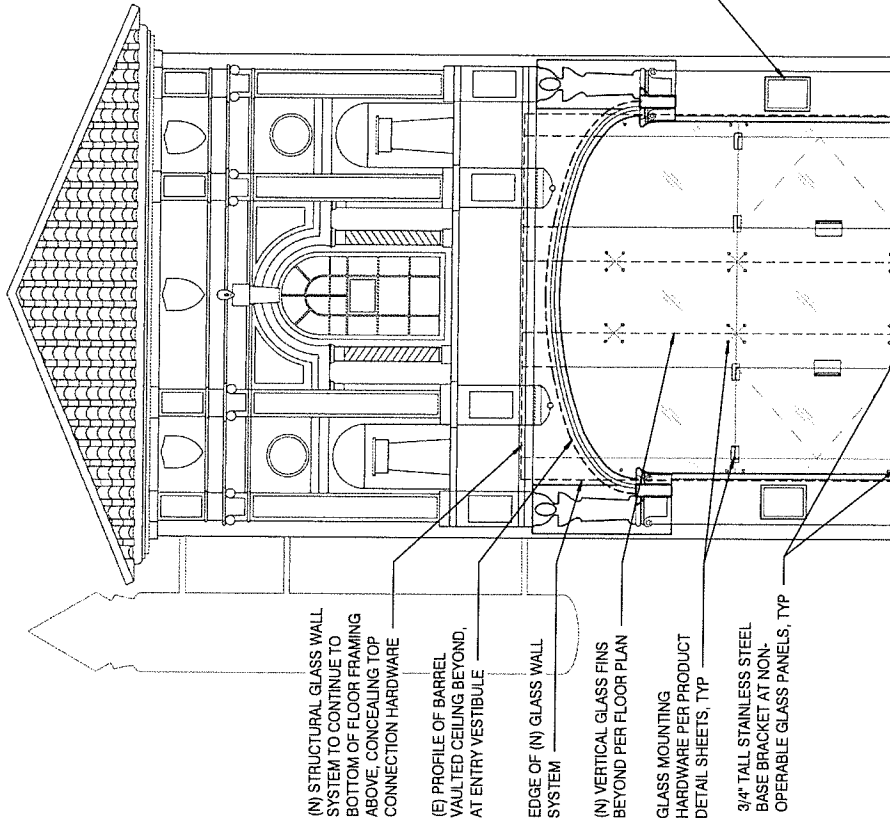 (N) STRUCTURAL GLASS WALL
SYSTEM TO CONTINUE TO
BOTTOM OF FLOOR FRAMING
ABOVE, CONCEALING TOP
CONNECTION HARDWARE
(E) PROFILE OF BARREL
VAULTED CEILING BEYOND,
AT ENTRY VESTIBULE
EDGE OF (N) GLASS WALL
SYSTEM
(N) VERTICAL GLASS FINS
BEYOND PER FLOOR PLAN
GLASS MOUNTING
HARDWARE PER PRODUCT
DETAIL SHEETS, TYP
3/4" TALL STAINLESS STEEL
BASE BRACKET AT NON-
OPERABLE GLASS PANELS, TYP